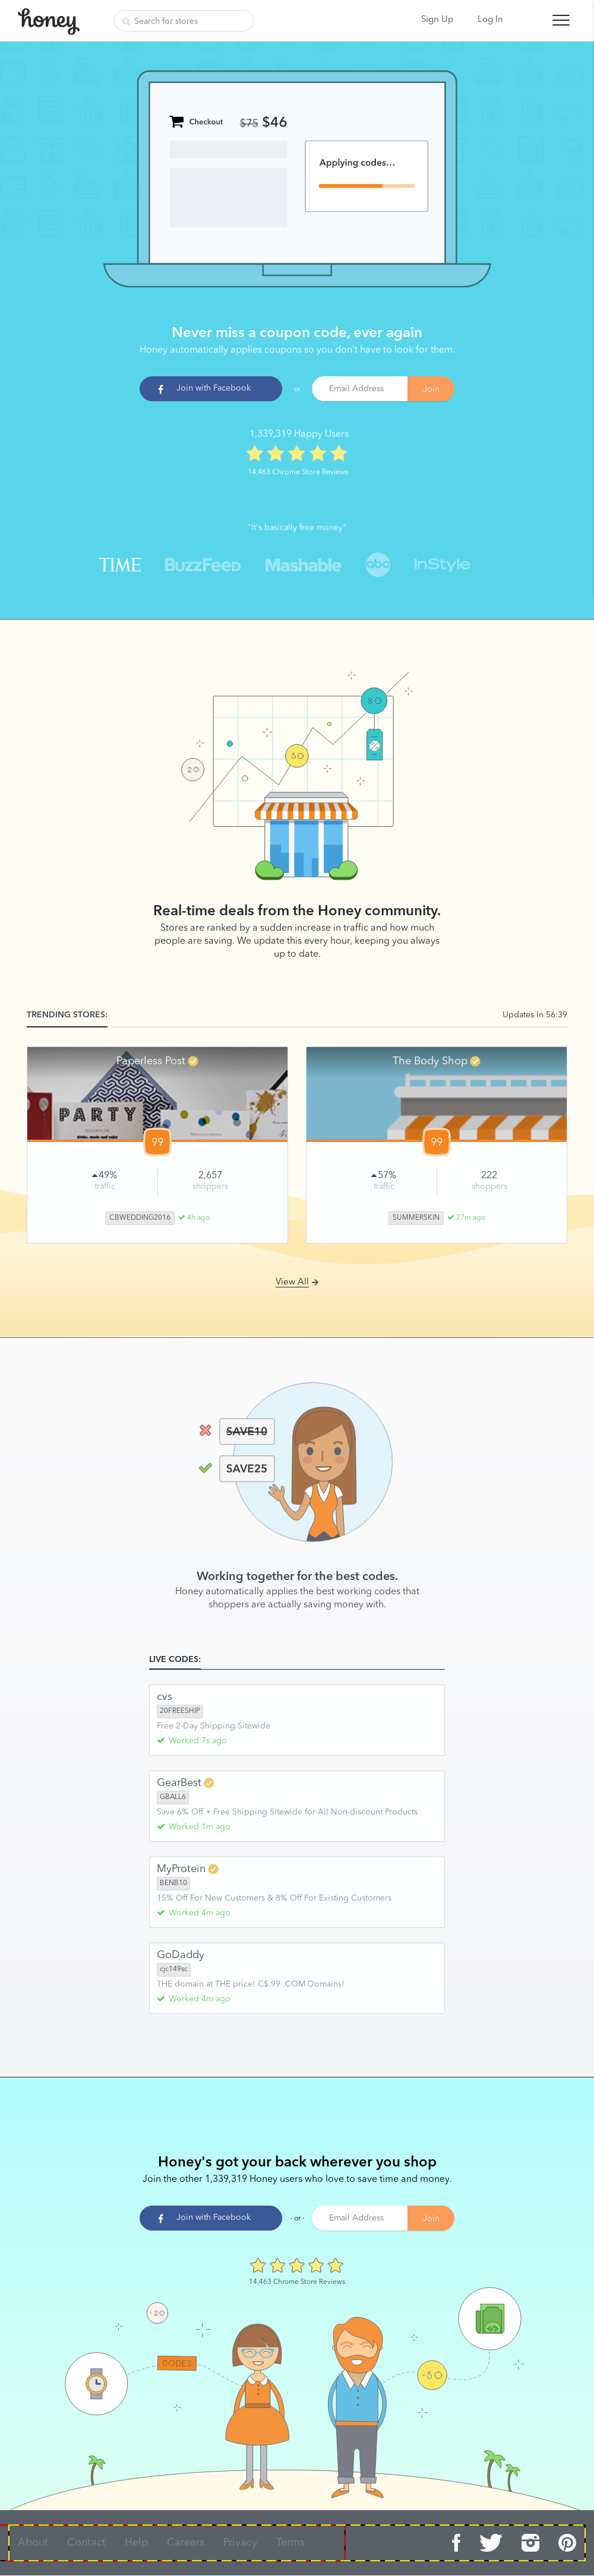 honey
Search for stores
Sign Up
Log In
Checkout $75 $46
Applying codes...
Never miss a coupon code, ever again
Honey automatically applies coupons so you don't have to look for them.
Join with Facebook
- or -
Email Address
Join
1,339,319 Happy Users
14,463 Chrome Store Reviews
"It's basically free money"
TIME BuzzFeed Mashable abc InStyle
80
50
20
Real-time deals from the Honey community.
Stores are ranked by a sudden increase in traffic and how much
people are saving. We update this every hour, keeping you always
up to date.
TRENDING STORES:
Updates In 56:39
Paperless Post
PARTY
99
49%
traffic
2,657
shoppers
CBWEDDING2016 4h ago
The Body Shop
99
57%
traffic
222
shoppers
SUMMERSKIN 27m ago
View All
SAVE10
SAVE25
Working together for the best codes.
Honey automatically applies the best working codes that
shoppers are actually saving money with.
LIVE CODES:
CVS
20FREESHIP
Free 2-Day Shipping Sitewide
Worked 7s ago
GearBest
GBALL6
Save 6% Off + Free Shipping Sitewide for All Non-discount Products
Worked 1m ago
MyProtein
BENB10
15% Off For New Customers & 8% Off For Existing Customers
Worked 4m ago
GoDaddy
cjc149sc
THE domain at THE price! C$.99 .COM Domains!
Worked 4m ago
Honey's got your back wherever you shop
Join the other 1,339,319 Honey users who love to save time and money.
Join with Facebook
- or -
Email Address
Join
14,463 Chrome Store Reviews
-20
CODES
-50
About Contact Help Careers Privacy Terms